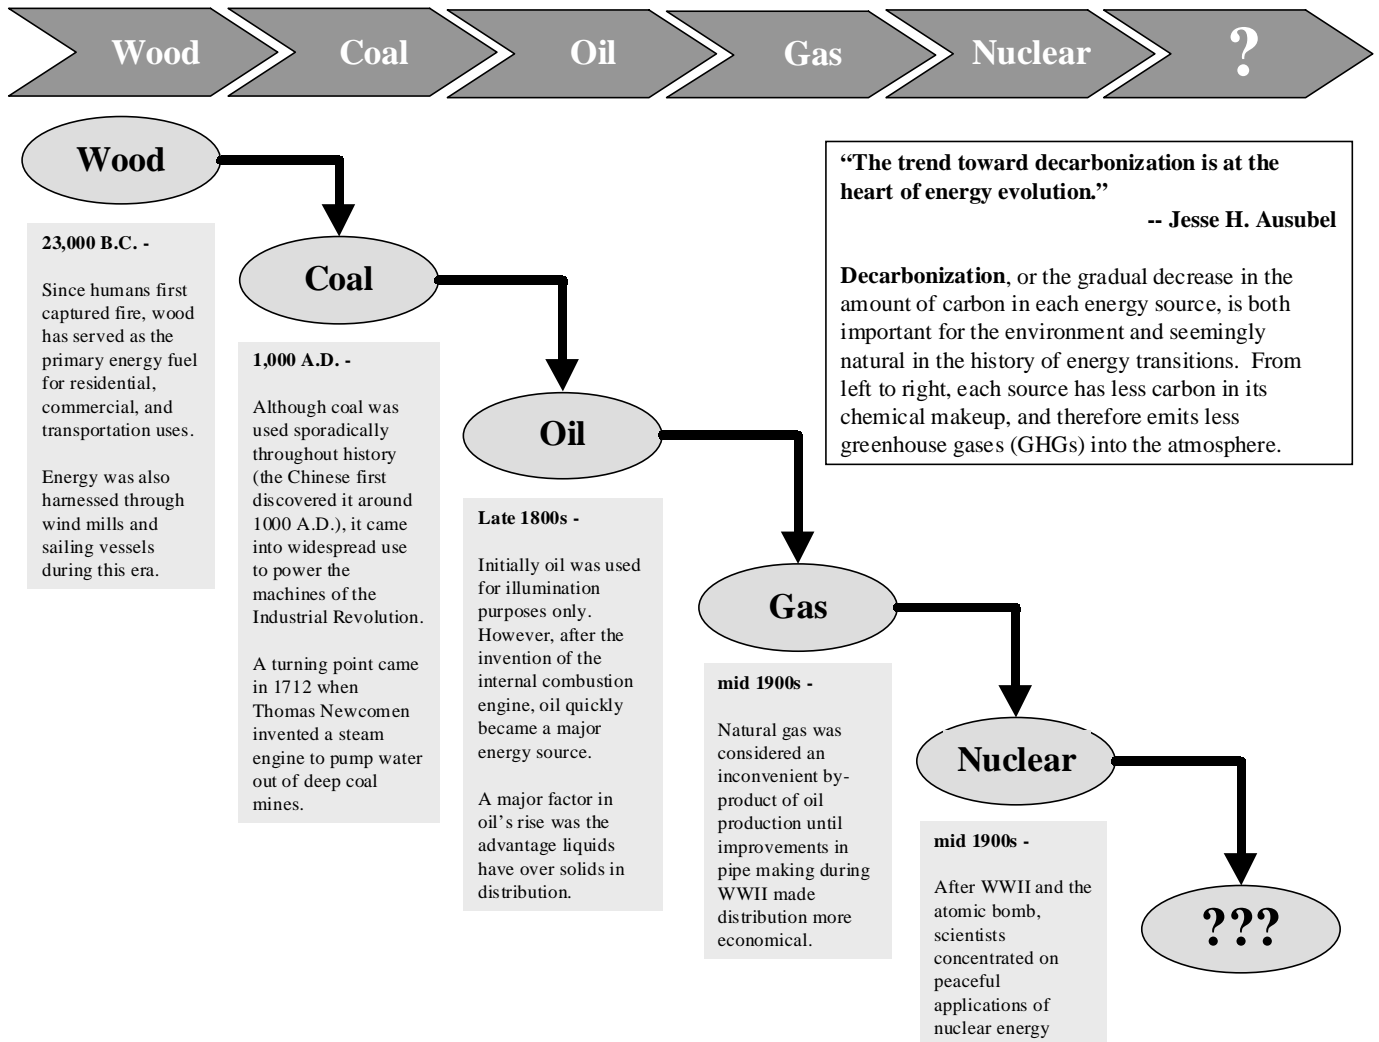 Wood
Coal
Oil
Gas
Nuclear
?
Wood
23,000 B.C. -
Since humans first
captured fire, wood
has served as the
primary energy fuel
for residential,
commercial, and
transportation uses.
Energy was also
harnessed through
wind mills and
sailing vessels
during this era.
Coal
1,000 A.D. -
Although coal was
used sporadically
throughout history
(the Chinese first
discovered it around
1000 A.D.), it came
into widespread use
to power the
machines of the
Industrial Revolution.
A turning point came
in 1712 when
Thomas Newcomen
invented a steam
engine to pump water
out of deep coal
mines.
Oil
Late 1800s -
Initially oil was used
for illumination
purposes only.
However, after the
invention of the
internal combustion
engine, oil quickly
became a major
energy source.
A major factor in
oil’s rise was the
advantage liquids
have over solids in
distribution.
Gas
mid 1900s -
Natural gas was
considered an
inconvenient by-
product of oil
production until
improvements in
pipe making during
WWII made
distribution more
economical.
Nuclear
mid 1900s -
After WWII and the
atomic bomb,
scientists
concentrated on
peaceful
applications of
nuclear energy
???
“The trend toward decarbonization is at the
heart of energy evolution.”
-- Jesse H. Ausubel
Decarbonization, or the gradual decrease in the
amount of carbon in each energy source, is both
important for the environment and seemingly
natural in the history of energy transitions. From
left to right, each source has less carbon in its
chemical makeup, and therefore emits less
greenhouse gases (GHGs) into the atmosphere.